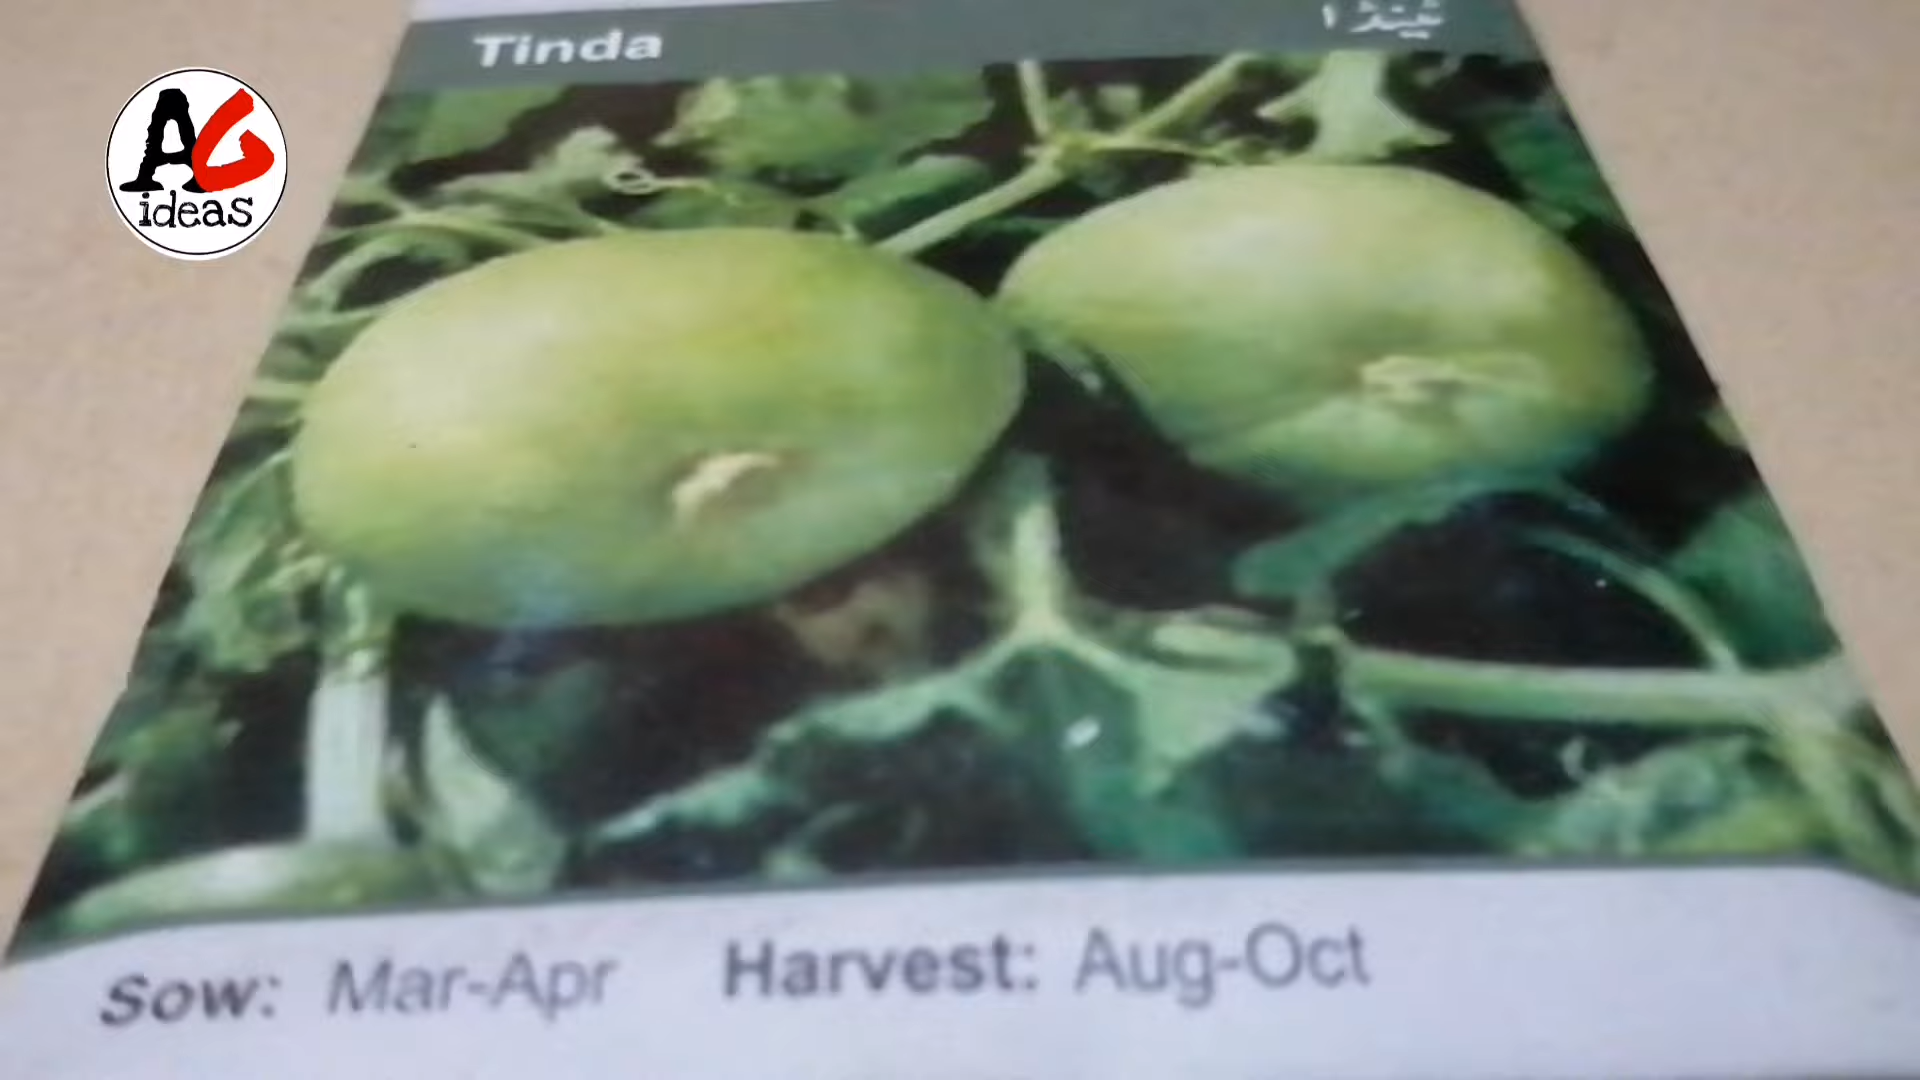 Tinda
ٹینڈا
AG
ideas
Sow: Mar-Apr Harvest: Aug-Oct